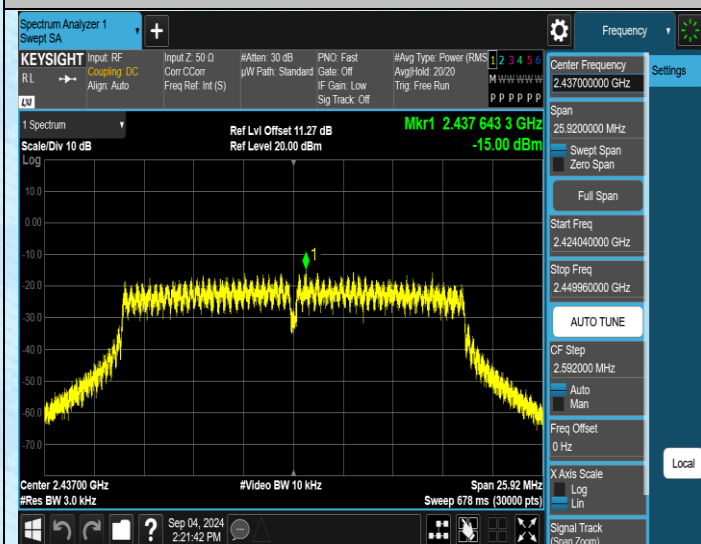 Spectrum Analyzer 1
Swept SA
Frequency
KEYSIGHT
RL
LXI
Input: RF
Coupling: DC
Align: Auto
Input Z: 50 Ω
Corr CCorr
Freq Ref: Int (S)
#Atten: 30 dB
µW Path: Standard
PNO: Fast
Gate: Off
IF Gain: Low
Sig Track: Off
#Avg Type: Power (RMS
Avg|Hold: 20/20
Trig: Free Run
1 2 3 4 5 6
M W W W W W
P P P P P P
1 Spectrum
Scale/Div 10 dB
Ref Lvl Offset 11.27 dB
Ref Level 20.00 dBm
Mkr1 2.437 643 3 GHz
-15.00 dBm
Log
10.0
0.00
-10.0
-20.0
-30.0
-40.0
-50.0
-60.0
-70.0
1
Center 2.43700 GHz
#Res BW 3.0 kHz
#Video BW 10 kHz
Span 25.92 MHz
Sweep 678 ms (30000 pts)
Center Frequency
2.437000000 GHz
Settings
Span
25.9200000 MHz
Swept Span
Zero Span
Full Span
Start Freq
2.424040000 GHz
Stop Freq
2.449960000 GHz
AUTO TUNE
CF Step
2.592000 MHz
Auto
Man
Freq Offset
0 Hz
X Axis Scale
Log
Lin
Local
Signal Track
(Span Zoom)
?
Sep 04, 2024
2:21:42 PM